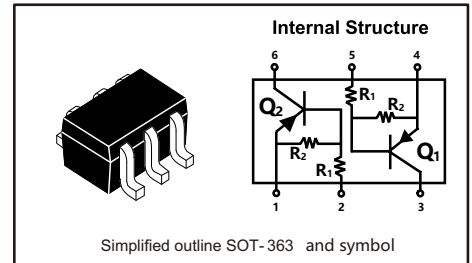 Internal Structure
6 5 4
R1
Q2 R2
R2 Q1
R1
1 2 3
Simplified outline SOT-363 and symbol